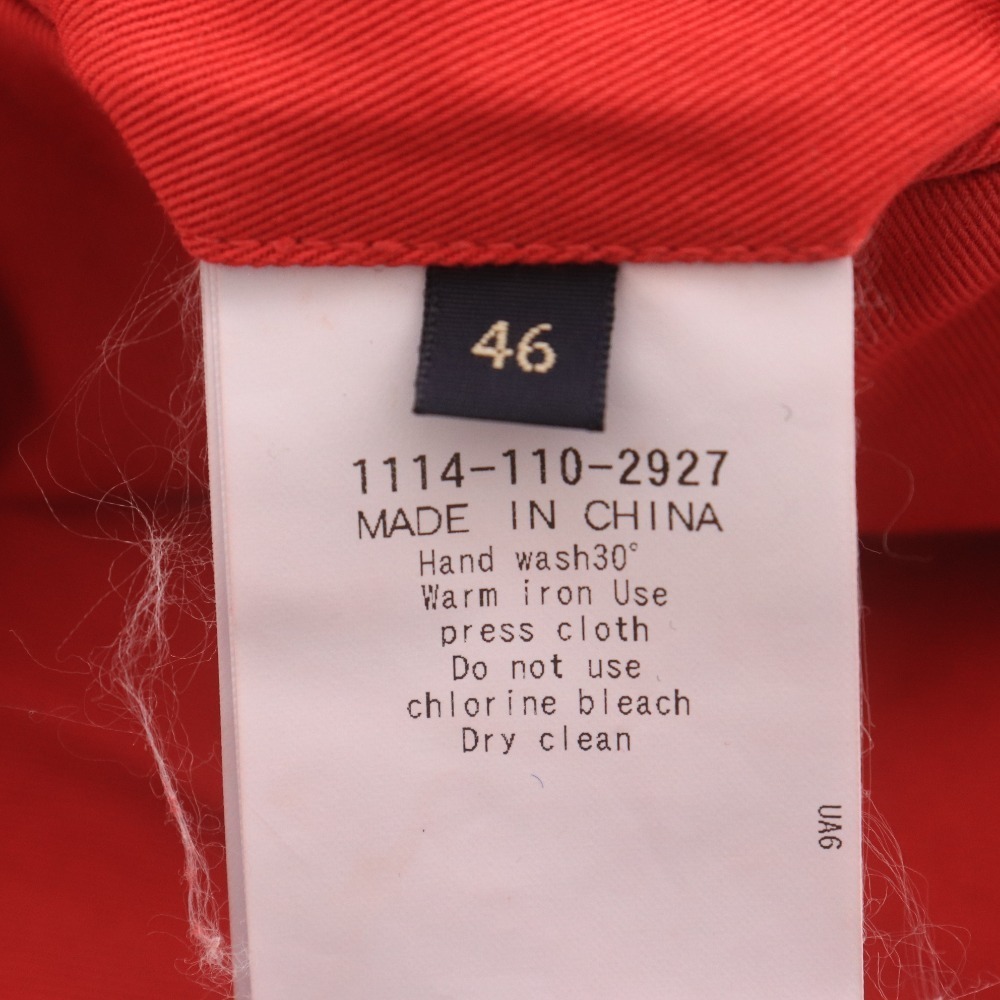 46
1114-110-2927
MADE IN CHINA
Hand wash30°
Warm iron Use
press cloth
Do not use
chlorine bleach
Dry clean
UA6